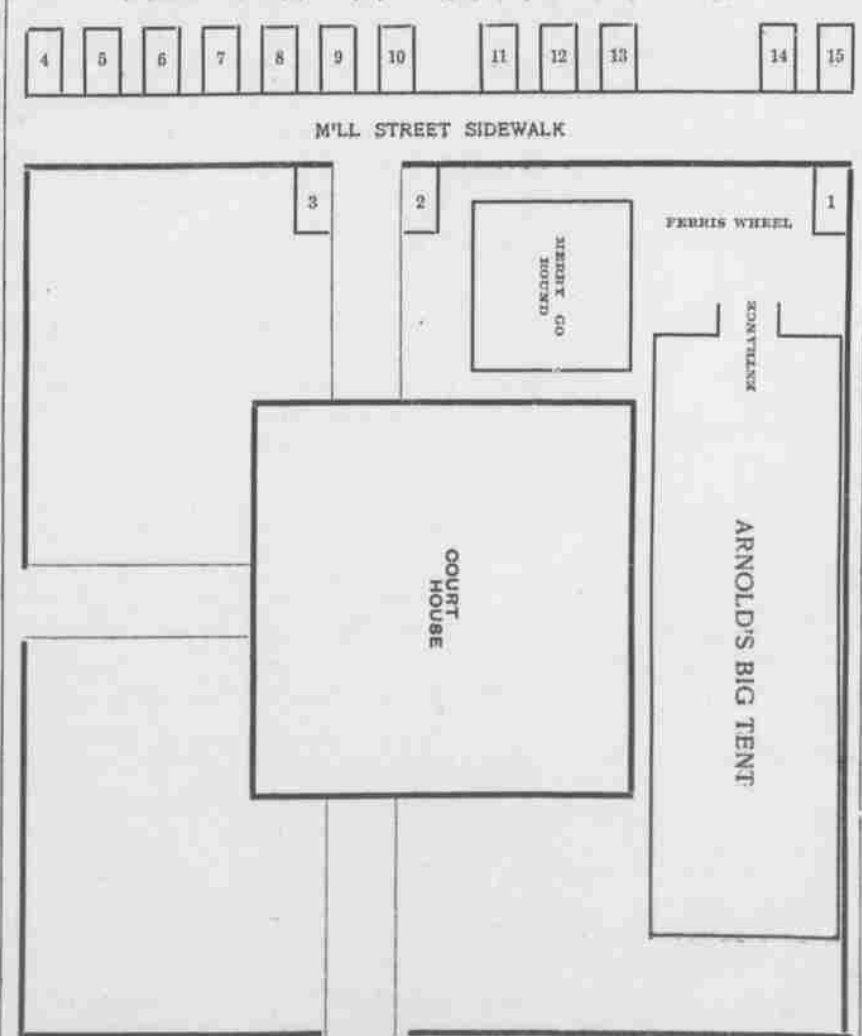 4 5 6 7 8 9 10 11 12 13 14 15
M'LL STREET SIDEWALK
3 2 1
FERRIS WHEEL
MERRY GO
ROUND
ENTRANCE
COURT
HOUSE
ARNOLD'S BIG TENT